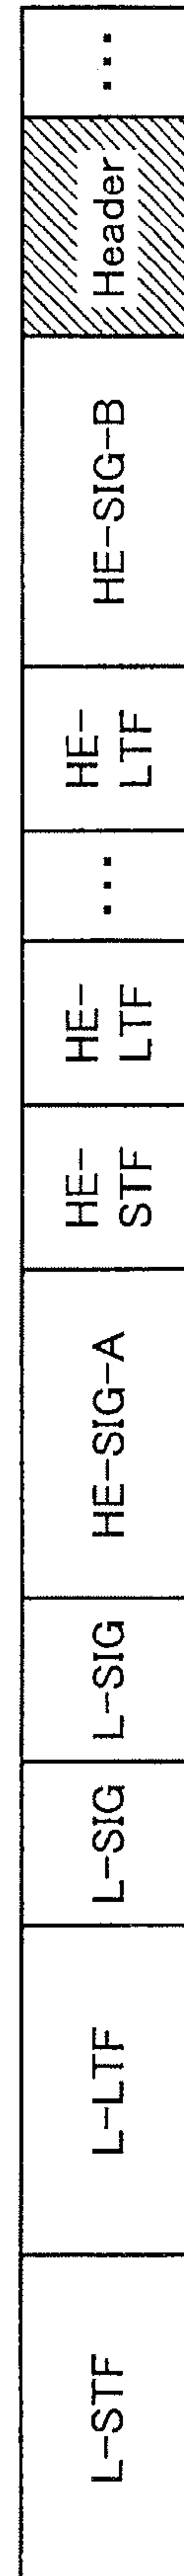 L-STF
L-LTF
L-SIG
L-SIG
HE-SIG-A
HE-
STF
HE-
LTF
...
HE-
LTF
HE-SIG-B
Header
...